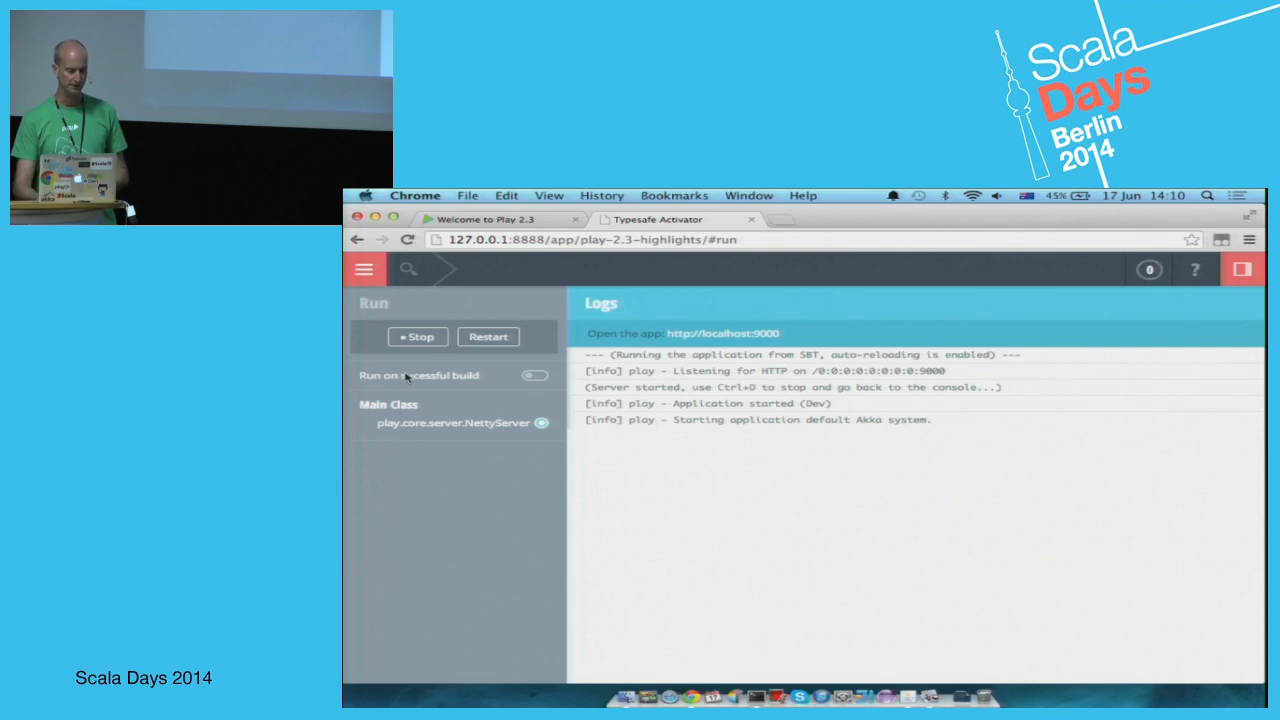 Scala
Days
Berlin
2014
Chrome File Edit View History Bookmarks Window Help 45% 17 Jun 14:10
Welcome to Play 2.3
Typesafe Activator
127.0.0.1:8888/app/play-2.3-highlights/#run
0 ?
Run
Stop
Restart
Run on successful build
Main Class
play.core.server.NettyServer
Logs
Open the app: http://localhost:9000
--- (Running the application from SBT, auto-reloading is enabled) ---
[info] play - Listening for HTTP on /0:0:0:0:0:0:0:0:9000
(Server started, use Ctrl+D to stop and go back to the console...)
[info] play - Application started (Dev)
[info] play - Starting application default Akka system.
Scala Days 2014